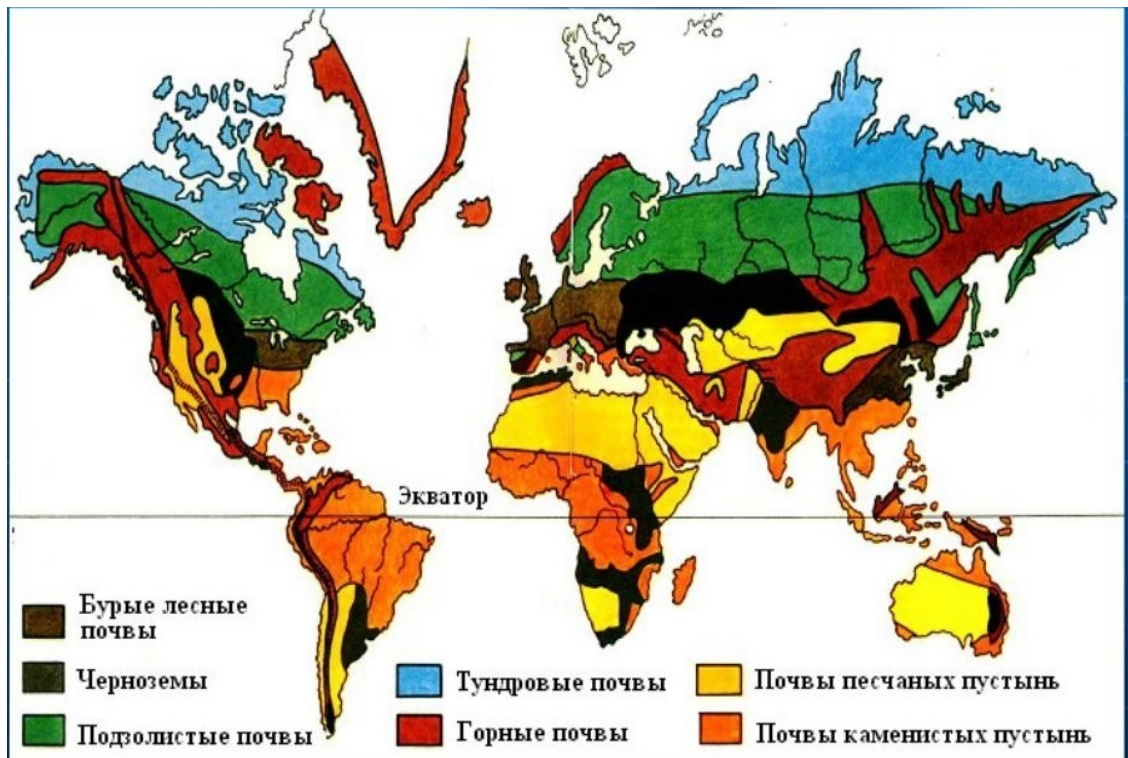 Экватор
Бурые лесные
почвы
Черноземы
Подзолистые почвы
Тундровые почвы
Горные почвы
Почвы песчаных пустынь
Почвы каменистых пустынь